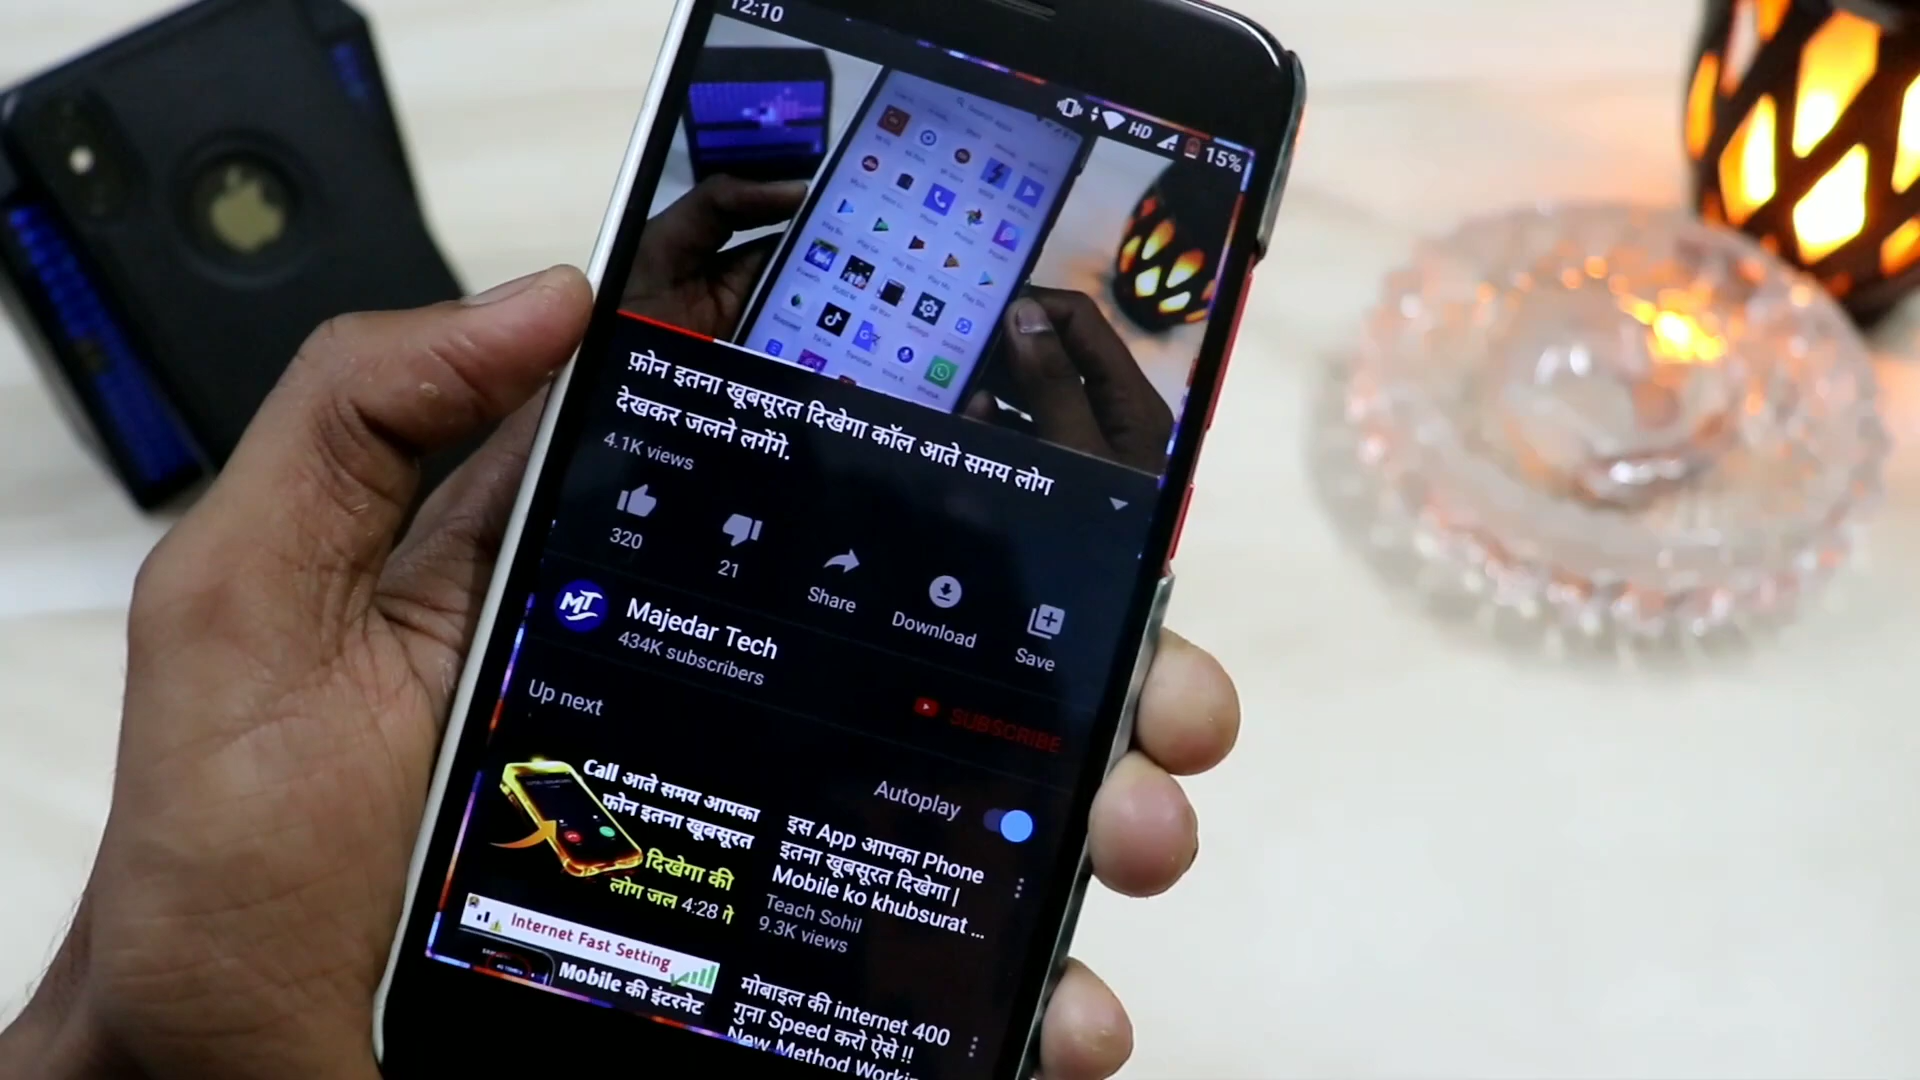 12:10
HD 15%
फ़ोन इतना खूबसूरत दिखेगा कॉल आते समय लोग
देखकर जलने लगेंगे.
4.1K views
320
21
Share
Download
Save
MT
Majedar Tech
434K subscribers
SUBSCRIBE
Up next
Autoplay
Call आते समय आपका
फ़ोन इतना खूबसूरत
दिखेगा की
लोग जल
4:28
इस App आपका Phone
इतना खूबसूरत दिखेगा |
Mobile ko khubsurat ...
Teach Sohil
9.3K views
Internet Fast Setting
Mobile की इंटरनेट
मोबाइल की internet 400
गुना Speed करो ऐसे !!
New Method